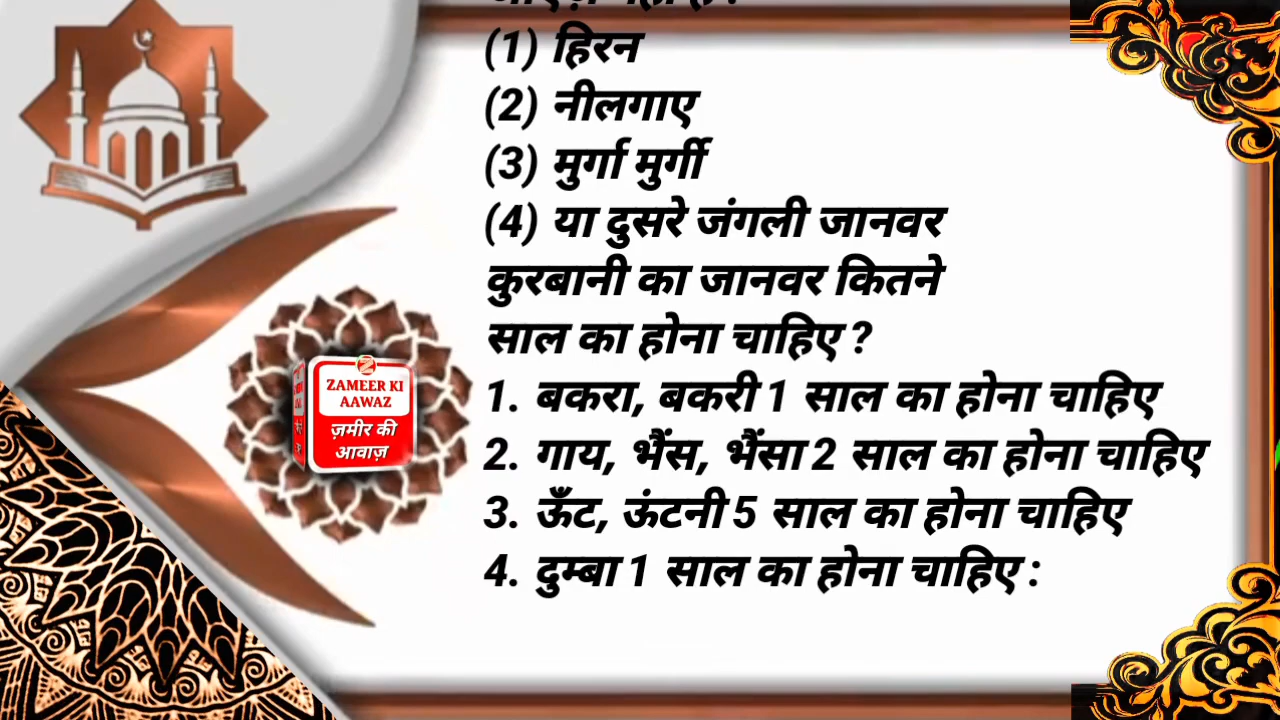 (1) हिरन
(2) नीलगाए
(3) मुर्गा मुर्गी
(4) या दुसरे जंगली जानवर
कुरबानी का जानवर कितने
साल का होना चाहिए ?
1. बकरा, बकरी 1 साल का होना चाहिए
2. गाय, भैंस, भैंसा 2 साल का होना चाहिए
3. ऊँट, ऊंटनी 5 साल का होना चाहिए
4. दुम्बा 1 साल का होना चाहिए :
ZAMEER KI
AAWAZ
ज़मीर की
आवाज़